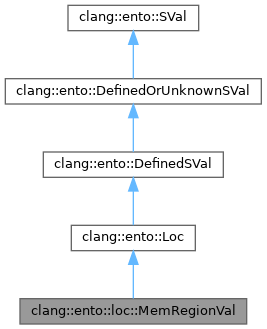 clang::ento::SVal
clang::ento::DefinedOrUnknownSVal
clang::ento::DefinedSVal
clang::ento::Loc
clang::ento::loc::MemRegionVal